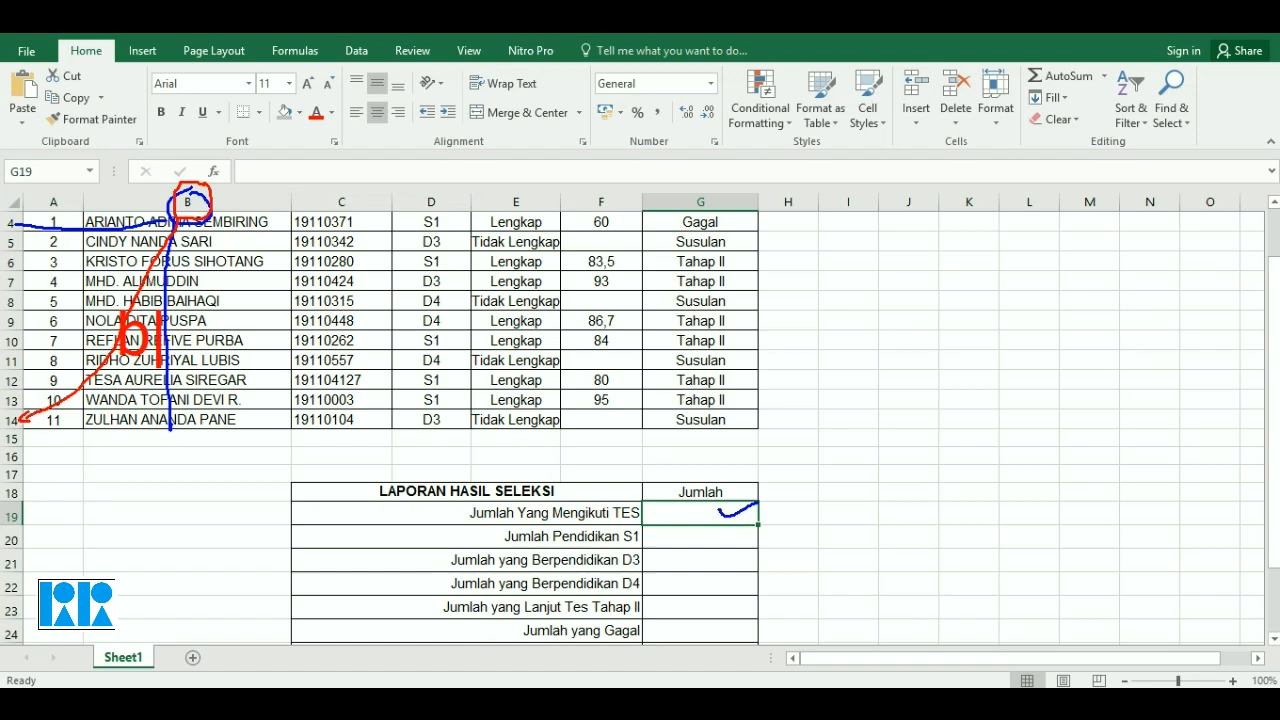 File Home Insert Page Layout Formulas Data Review View Nitro Pro Tell me what you want to do... Sign in Share
Paste Cut Copy Format Painter Clipboard
Arial 11 A A B I U A Font
Wrap Text Merge & Center Alignment
General % , Number
Conditional Formatting Format as Table Cell Styles Styles
Insert Delete Format Cells
AutoSum Fill Clear Sort & Filter Find & Select Editing
G19 fx
A B C D E F G H I J K L M N O
4 1 ARIANTO AD SEMBIRING 19110371 S1 Lengkap 60 Gagal
5 2 CINDY NANDA SARI 19110342 D3 Tidak Lengkap Susulan
6 3 KRISTO FORUS SIHOTANG 19110280 S1 Lengkap 83,5 Tahap II
7 4 MHD. ALIMUDDIN 19110424 D3 Lengkap 93 Tahap II
8 5 MHD. HABIB BAIHAQI 19110315 D4 Tidak Lengkap Susulan
9 6 NOLA DITA PUSPA 19110448 D4 Lengkap 86,7 Tahap II
10 7 REFLIAN REFIVE PURBA 19110262 S1 Lengkap 84 Tahap II
11 8 RIDHO ZUHRIYAL LUBIS 19110557 D4 Tidak Lengkap Susulan
12 9 TESA AURELIA SIREGAR 191104127 S1 Lengkap 80 Tahap II
13 10 WANDA TOFANI DEVI R. 19110003 S1 Lengkap 95 Tahap II
14 11 ZULHAN ANANDA PANE 19110104 D3 Tidak Lengkap Susulan
b
15
16
17
18 LAPORAN HASIL SELEKSI Jumlah
19 Jumlah Yang Mengikuti TES
20 Jumlah Pendidikan S1
21 Jumlah yang Berpendidikan D3
22 Jumlah yang Berpendidikan D4
23 Jumlah yang Lanjut Tes Tahap II
24 Jumlah yang Gagal
Sheet1
Ready 100%